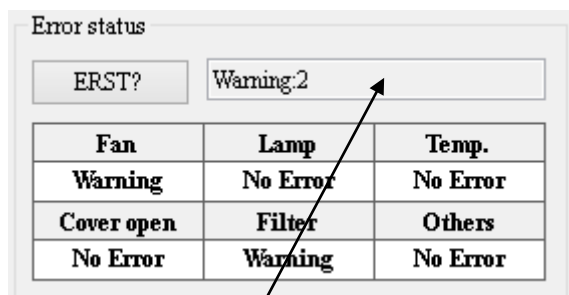 Error status
ERST? Warning:2
Fan Lamp Temp.
Warning No Error No Error
Cover open Filter Others
No Error Warning No Error